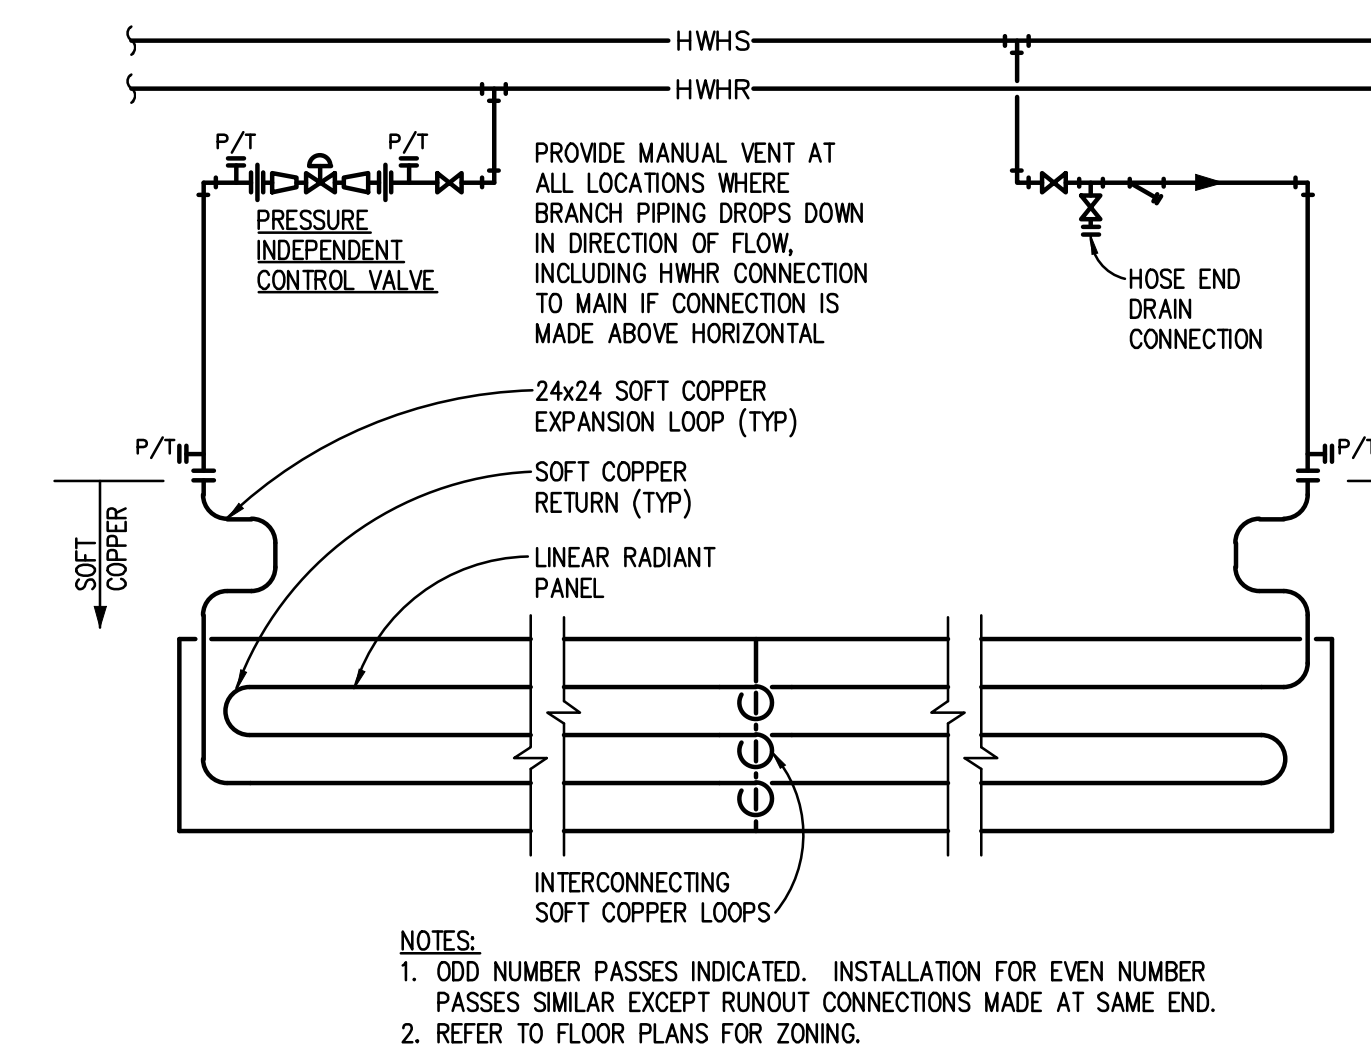 HWHS
HWHR
P/T
P/T
PRESSURE
INDEPENDENT
CONTROL VALVE
PROVIDE MANUAL VENT AT
ALL LOCATIONS WHERE
BRANCH PIPING DROPS DOWN
IN DIRECTION OF FLOW,
INCLUDING HWHR CONNECTION
TO MAIN IF CONNECTION IS
MADE ABOVE HORIZONTAL
HOSE END
DRAIN
CONNECTION
24x24 SOFT COPPER
EXPANSION LOOP (TYP)
P/T
P/T
SOFT COPPER
RETURN (TYP)
SOFT
COPPER
LINEAR RADIANT
PANEL
INTERCONNECTING
SOFT COPPER LOOPS
NOTES:
1. ODD NUMBER PASSES INDICATED. INSTALLATION FOR EVEN NUMBER
PASSES SIMILAR EXCEPT RUNOUT CONNECTIONS MADE AT SAME END.
2. REFER TO FLOOR PLANS FOR ZONING.